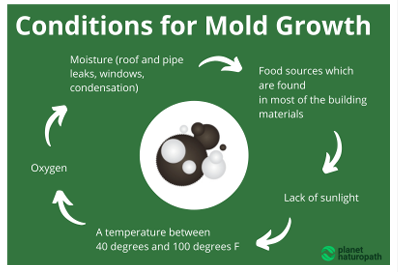 Conditions for Mold Growth
Moisture (roof and pipe
leaks, windows,
condensation)
Food sources which
are found
in most of the building
materials
Lack of sunlight
A temperature between
40 degrees and 100 degrees F
Oxygen
planet
naturopath